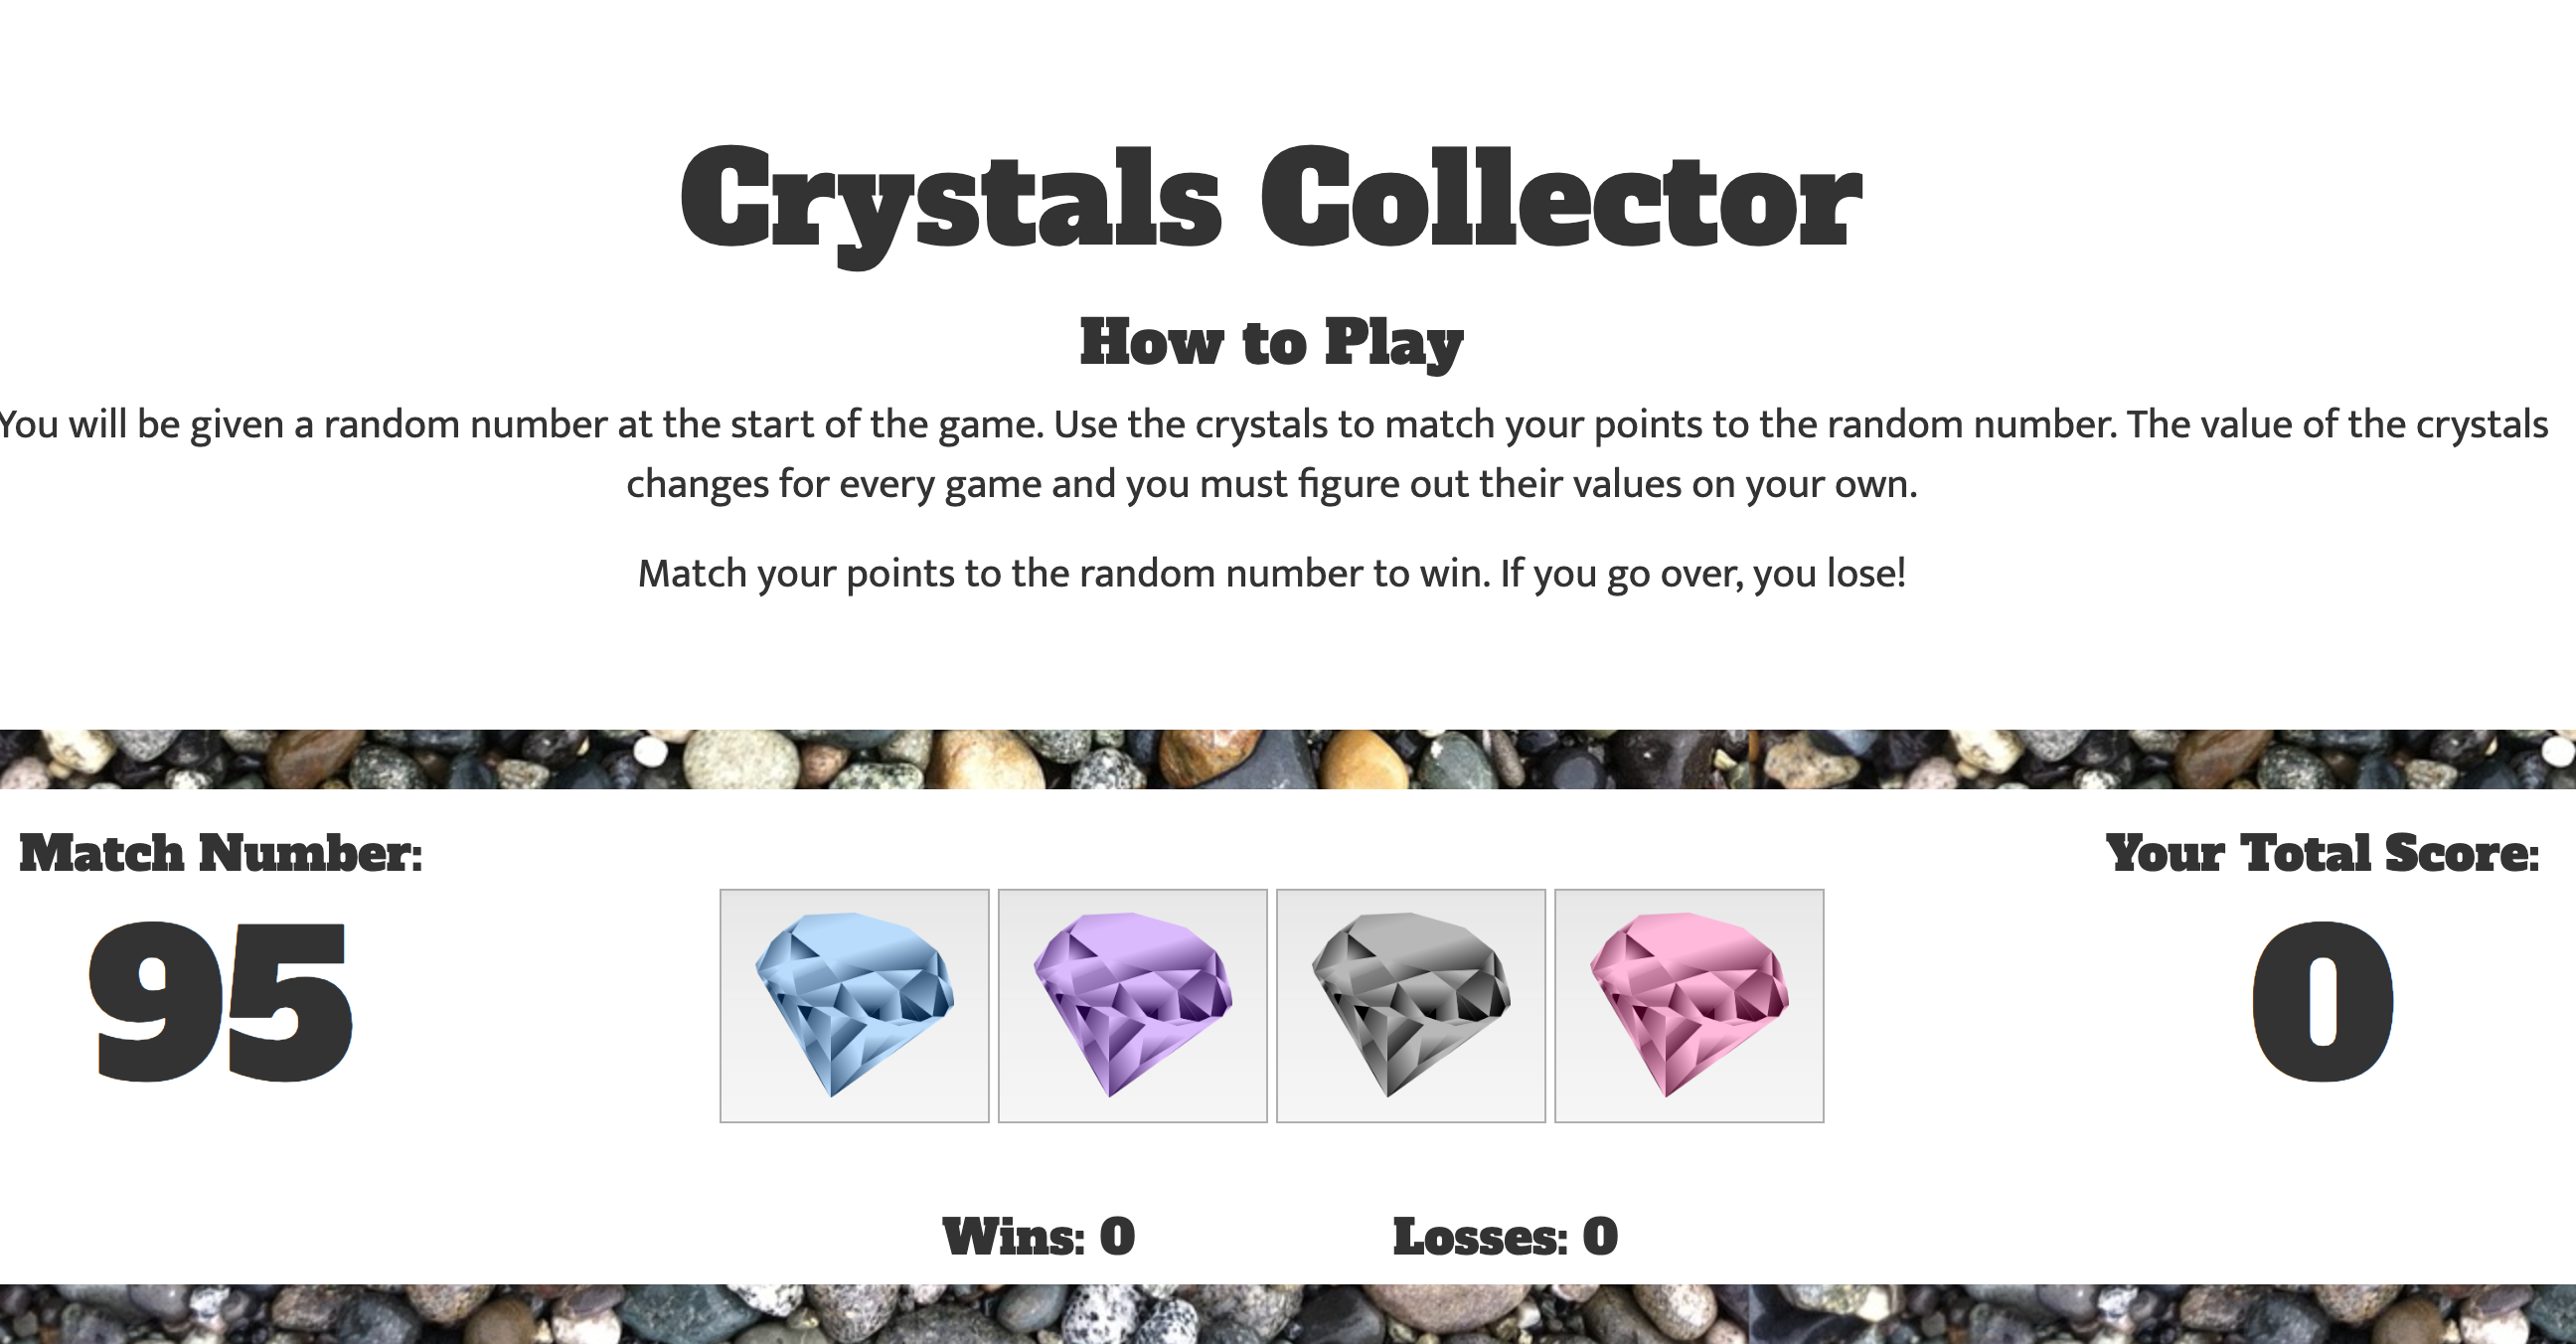 Crystals Collector
How to Play
You will be given a random number at the start of the game. Use the crystals to match your points to the random number. The value of the crystals
changes for every game and you must figure out their values on your own.
Match your points to the random number to win. If you go over, you lose!
Match Number:
Your Total Score:
95
0
Wins: 0
Losses: 0